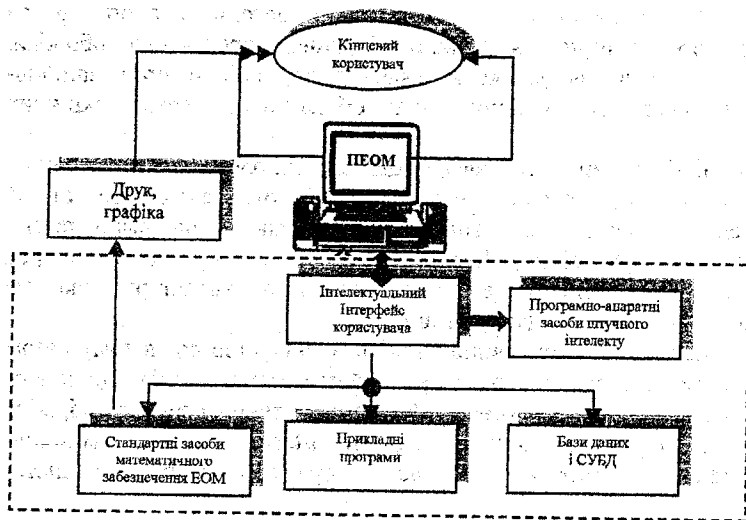 Кінцевий
користувач
ПЕОМ
Друк,
графіка
Інтелектуальний
Інтерфейс
користувача
Програмно-апаратні
засоби штучного
інтелекту
Стандартні засоби
математичного
забезпечення ЕОМ
Прикладні
програми
Бази даних
і СУБД